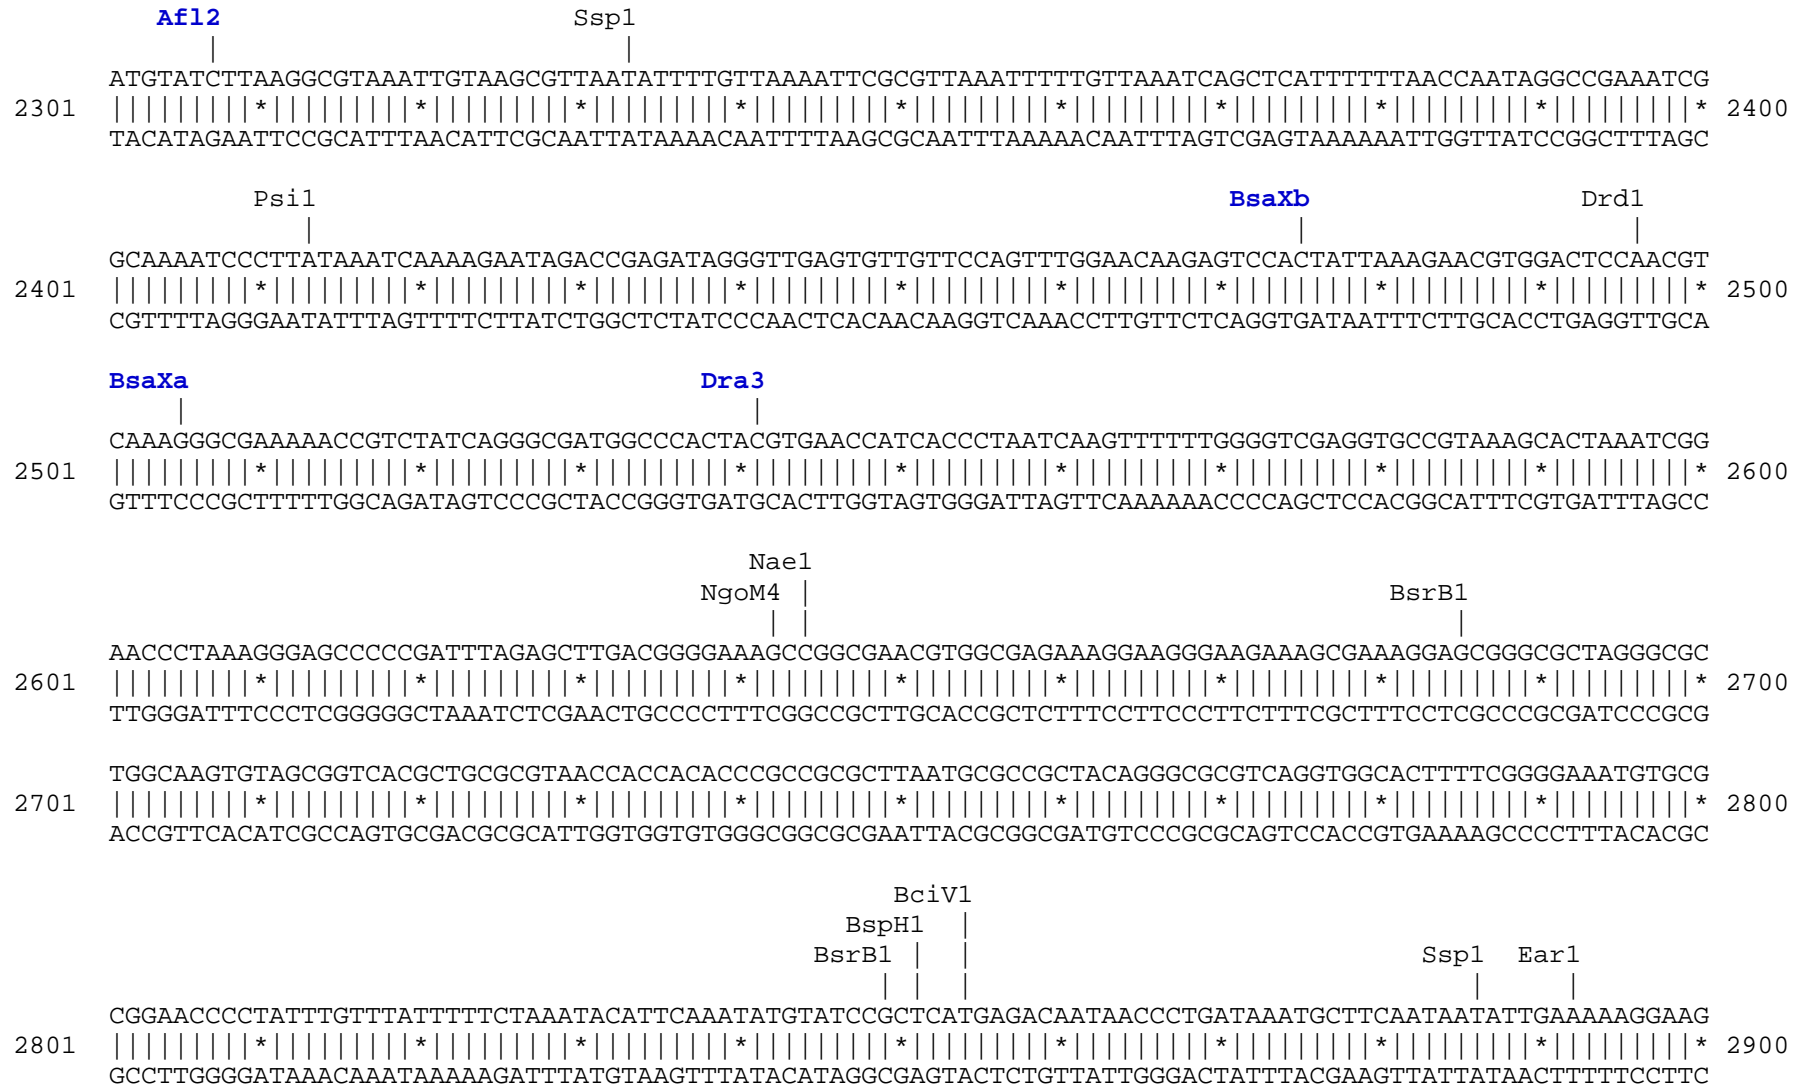 Afl2 Ssp1
ATGTATCTTAAGGCGTAAATTGTAAGCGTTAATATTTTGTTAAAATTCGCGTTAAATTTTTGTTAAATCAGCTCATTTTTTAACCAATAGGCCGAAATCG
2301 |||||||||*|||||||||*|||||||||*|||||||||*|||||||||*|||||||||*|||||||||*|||||||||*|||||||||*|||||||||* 2400
TACATAGAATTCCGCATTTAACATTCGCAATTATAAAACAATTTTAAGCGCAATTTAAAAACAATTTAGTCGAGTAAAAAATTGGTTATCCGGCTTTAGC
Psi1 BsaXb Drd1
GCAAAATCCCTTATAAATCAAAAGAATAGACCGAGATAGGGTTGAGTGTTGTTCCAGTTTGGAACAAGAGTCCACTATTAAAGAACGTGGACTCCAACGT
2401 |||||||||*|||||||||*|||||||||*|||||||||*|||||||||*|||||||||*|||||||||*|||||||||*|||||||||*|||||||||* 2500
CGTTTTAGGGAATATTTAGTTTTCTTATCTGGCTCTATCCCAACTCACAACAAGGTCAAACCTTGTTCTCAGGTGATAATTTCTTGCACCTGAGGTTGCA
BsaXa Dra3
CAAAGGGCGAAAAACCGTCTATCAGGGCGATGGCCCACTACGTGAACCATCACCCTAATCAAGTTTTTTGGGGTCGAGGTGCCGTAAAGCACTAAATCGG
2501 |||||||||*|||||||||*|||||||||*|||||||||*|||||||||*|||||||||*|||||||||*|||||||||*|||||||||*|||||||||* 2600
GTTTCCCGCTTTTTGGCAGATAGTCCCGCTACCGGGTGATGCACTTGGTAGTGGGATTAGTTCAAAAAACCCCAGCTCCACGGCATTTCGTGATTTAGCC
Nae1
NgoM4 BsrB1
AACCCTAAAGGGAGCCCCCGATTTAGAGCTTGACGGGGAAAGCCGGCGAACGTGGCGAGAAAGGAAGGGAAGAAAGCGAAAGGAGCGGGCGCTAGGGCGC
2601 |||||||||*|||||||||*|||||||||*|||||||||*|||||||||*|||||||||*|||||||||*|||||||||*|||||||||*|||||||||* 2700
TTGGGATTTCCCTCGGGGGCTAAATCTCGAACTGCCCCTTTCGGCCGCTTGCACCGCTCTTTCCTTCCCTTCTTTCGCTTTCCTCGCCCGCGATCCCGCG
TGGCAAGTGTAGCGGTCACGCTGCGCGTAACCACCACACCCGCCGCGCTTAATGCGCCGCTACAGGGCGCGTCAGGTGGCACTTTTCGGGGAAATGTGCG
2701 |||||||||*|||||||||*|||||||||*|||||||||*|||||||||*|||||||||*|||||||||*|||||||||*|||||||||*|||||||||* 2800
ACCGTTCACATCGCCAGTGCGACGCGCATTGGTGGTGTGGGCGGCGCGAATTACGCGGCGATGTCCCGCGCAGTCCACCGTGAAAAGCCCCTTTACACGC
BciV1
BspH1
BsrB1 Ssp1 Ear1
CGGAACCCCTATTTGTTTATTTTTCTAAATACATTCAAATATGTATCCGCTCATGAGACAATAACCCTGATAAATGCTTCAATAATATTGAAAAAGGAAG
2801 |||||||||*|||||||||*|||||||||*|||||||||*|||||||||*|||||||||*|||||||||*|||||||||*|||||||||*|||||||||* 2900
GCCTTGGGGATAAACAAATAAAAAGATTTATGTAAGTTTATACATAGGCGAGTACTCTGTTATTGGGACTATTTACGAAGTTATTATAACTTTTTCCTTC